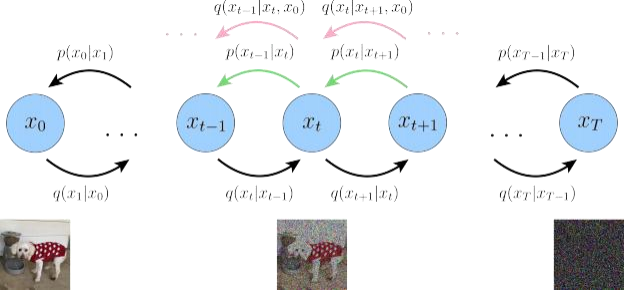 q(x_{t−1}|x_t, x_0) q(x_t|x_{t+1}, x_0)
· · · · · ·
p(x_0|x_1) p(x_{t−1}|x_t) p(x_t|x_{t+1}) p(x_{T−1}|x_T)
x_0 · · · x_{t−1} x_t x_{t+1} · · · x_T
q(x_1|x_0) q(x_t|x_{t−1}) q(x_{t+1}|x_t) q(x_T|x_{T−1})